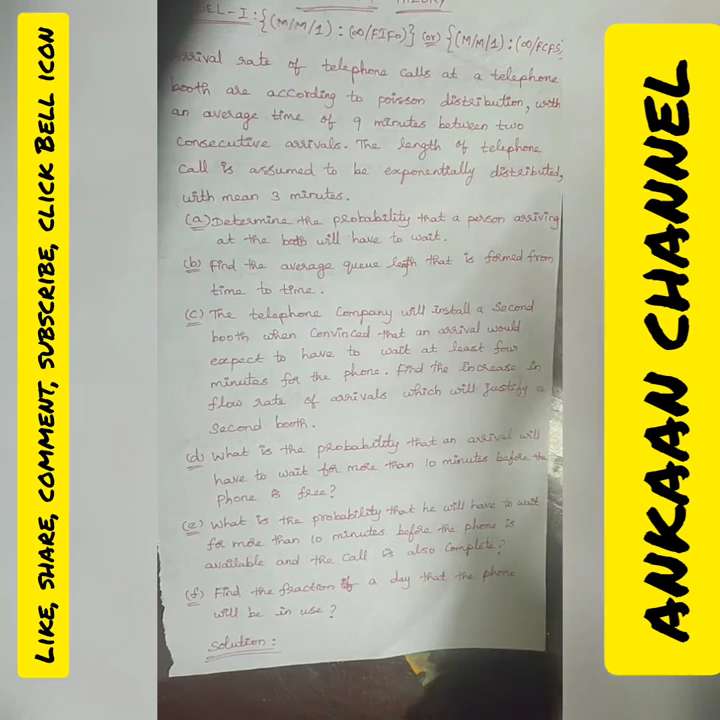 THEORY
DEL-I : {(M/M/1) : (∞/FIFO)} (or) {(M/M/1) : (∞/FCFS)
Arrival rate of telephone calls at a telephone
booth are according to poisson distribution, with
an average time of 9 minutes between two
consecutive arrivals. The length of telephone
call is assumed to be exponentially distributed,
with mean 3 minutes.
(a) Determine the probability that a person arriving
at the booth will have to wait.
(b) Find the average queue length that is formed from
time to time.
(c) The telephone company will install a second
booth when convinced that an arrival would
expect to have to wait at least four
minutes for the phone. Find the increase in
flow rate of arrivals which will justify a
second booth.
(d) What is the probability that an arrival will
have to wait for more than 10 minutes before the
phone is free?
(e) What is the probability that he will have to wait
for more than 10 minutes before the phone is
available and the call is also complete?
(f) Find the fraction of a day that the phone
will be in use?
Solution :
LIKE, SHARE, COMMENT, SUBSCRIBE, CLICK BELL ICON
ANKAAN CHANNEL